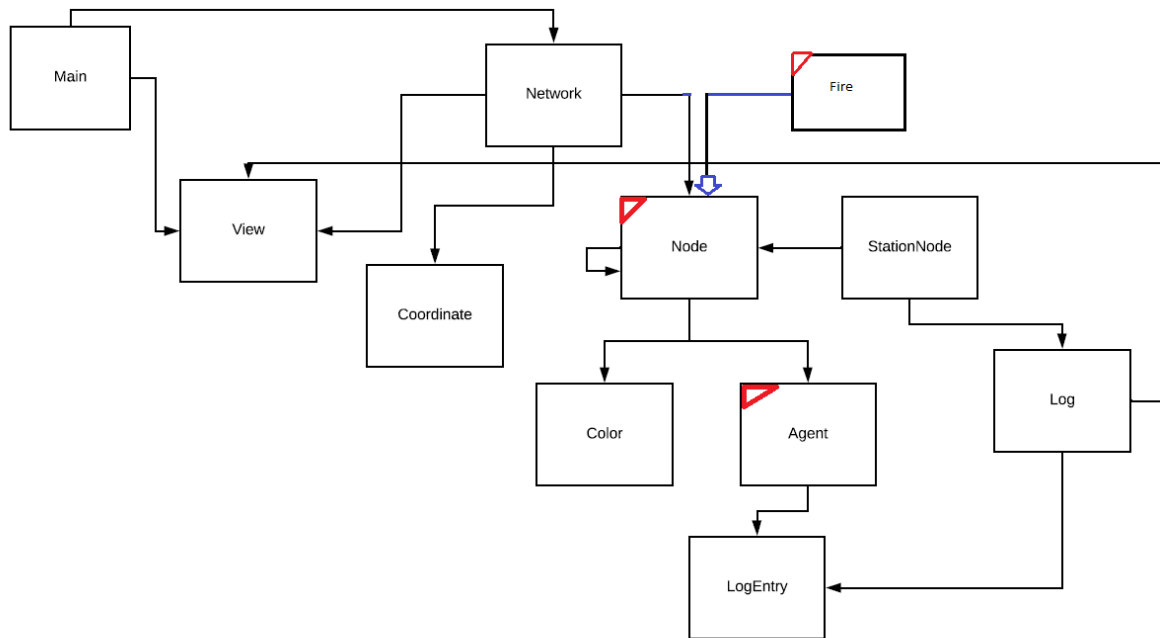 Main
Network
Fire
View
Node
StationNode
Coordinate
Color
Agent
Log
LogEntry